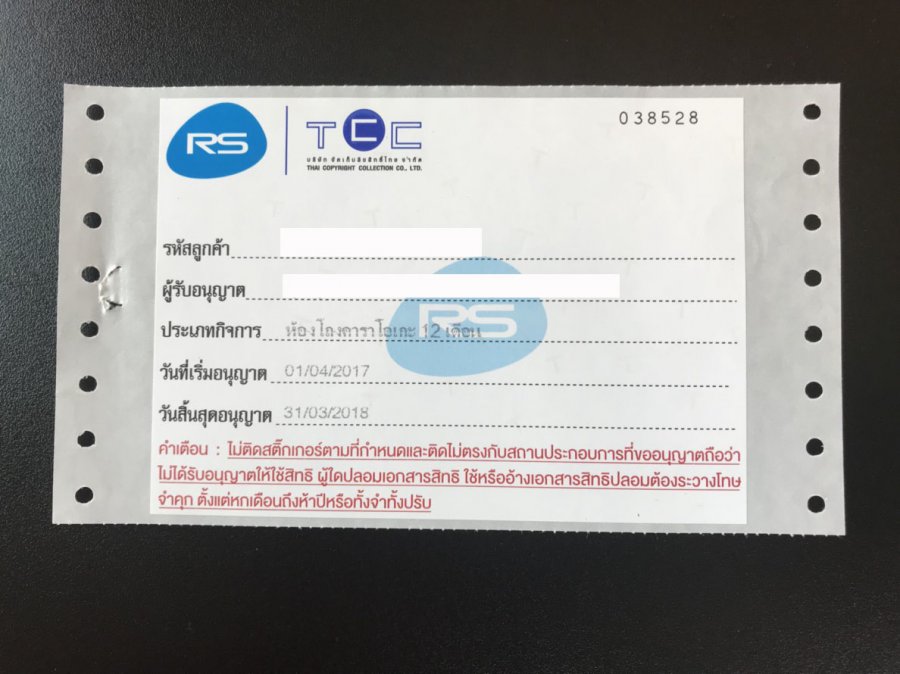 RS
TCC
038528
บริษัท จัดเก็บลิขสิทธิ์ไทย จำกัด
THAI COPYRIGHT COLLECTION CO., LTD.
รหัสลูกค้า
ผู้รับอนุญาต
RS
ประเภทกิจการ ห้องโถงคาราโอเกะ 12 เดือน
วันที่เริ่มอนุญาต 01/04/2017
วันสิ้นสุดอนุญาต 31/03/2018
คำเตือน : ไม่ติดสติ๊กเกอร์ตามที่กำหนดและติดไม่ตรงกับสถานประกอบการที่ขออนุญาตถือว่า
ไม่ได้รับอนุญาตให้ใช้สิทธิ ผู้ใดปลอมเอกสารสิทธิ ใช้หรืออ้างเอกสารสิทธิปลอมต้องระวางโทษ
จำคุก ตั้งแต่หกเดือนถึงห้าปีหรือทั้งจำทั้งปรับ